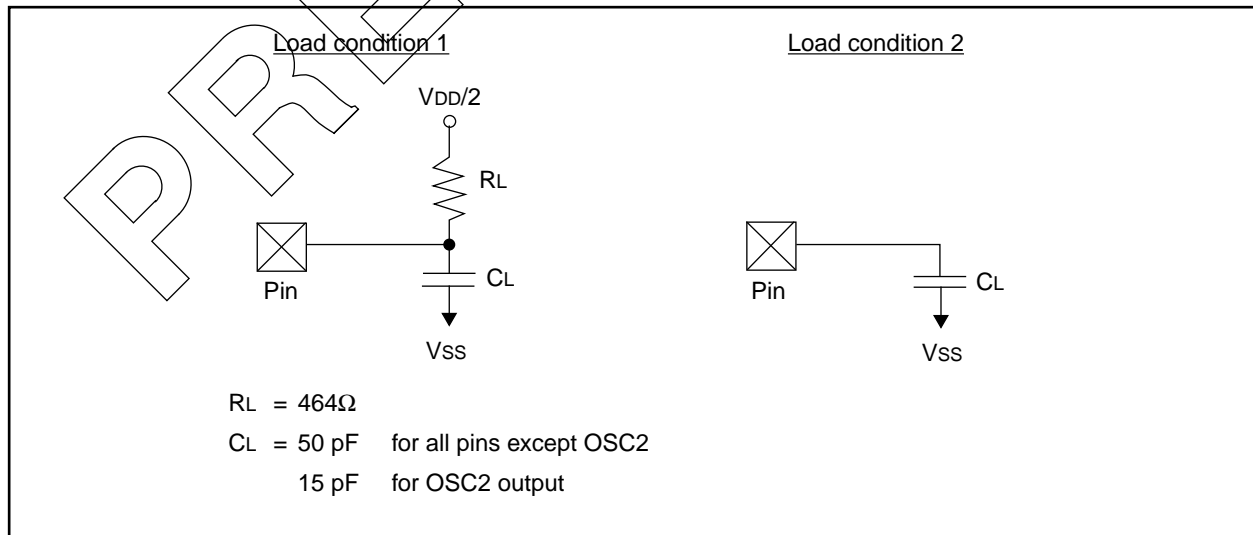 Load condition 1
Load condition 2
VDD/2
RL
Pin
CL
VSS
Pin
CL
VSS
RL = 464Ω
CL = 50 pF for all pins except OSC2
15 pF for OSC2 output
PRE